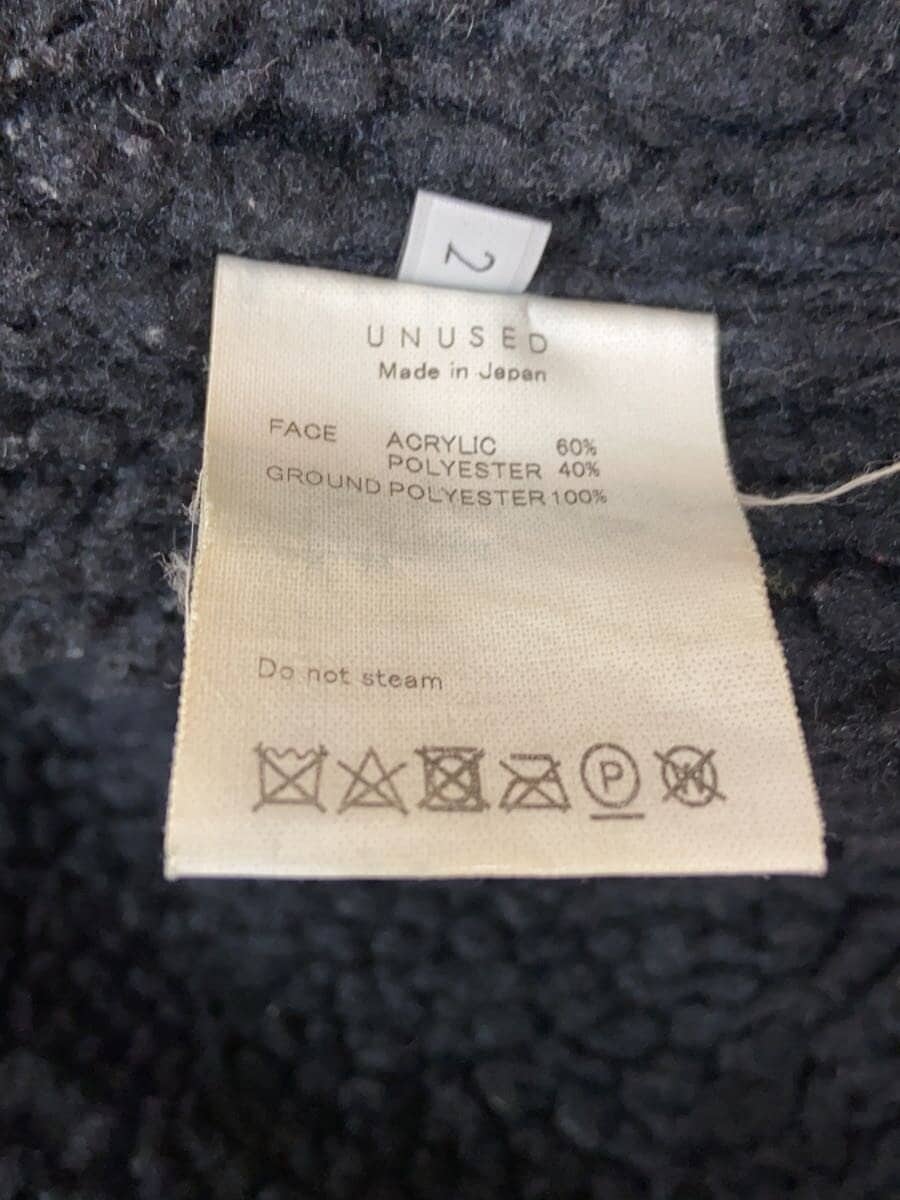 2
UNUSED
Made in Japan
FACE ACRYLIC 60%
POLYESTER 40%
GROUND POLYESTER 100%
Do not steam
P
W